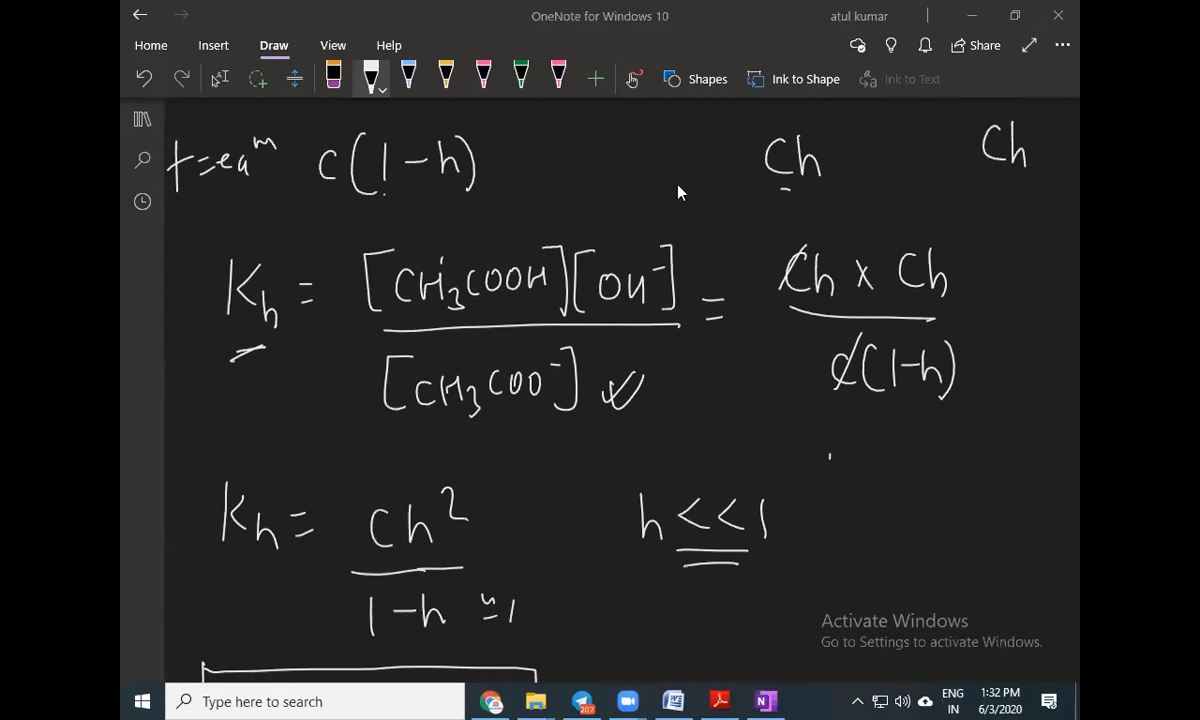 OneNote for Windows 10
atul kumar
Home Insert Draw View Help
Share
Shapes
Ink to Shape
Ink to Text
t=eqm C(1-h) Ch Ch
Kh = [CH3COOH][OH-] / [CH3COO-] = Ch x Ch / C(1-h)
Kh = Ch2 / 1-h ≃1 h<<1
Activate Windows
Go to Settings to activate Windows.
Type here to search
207
W
N
ENG
IN
1:32 PM
6/3/2020